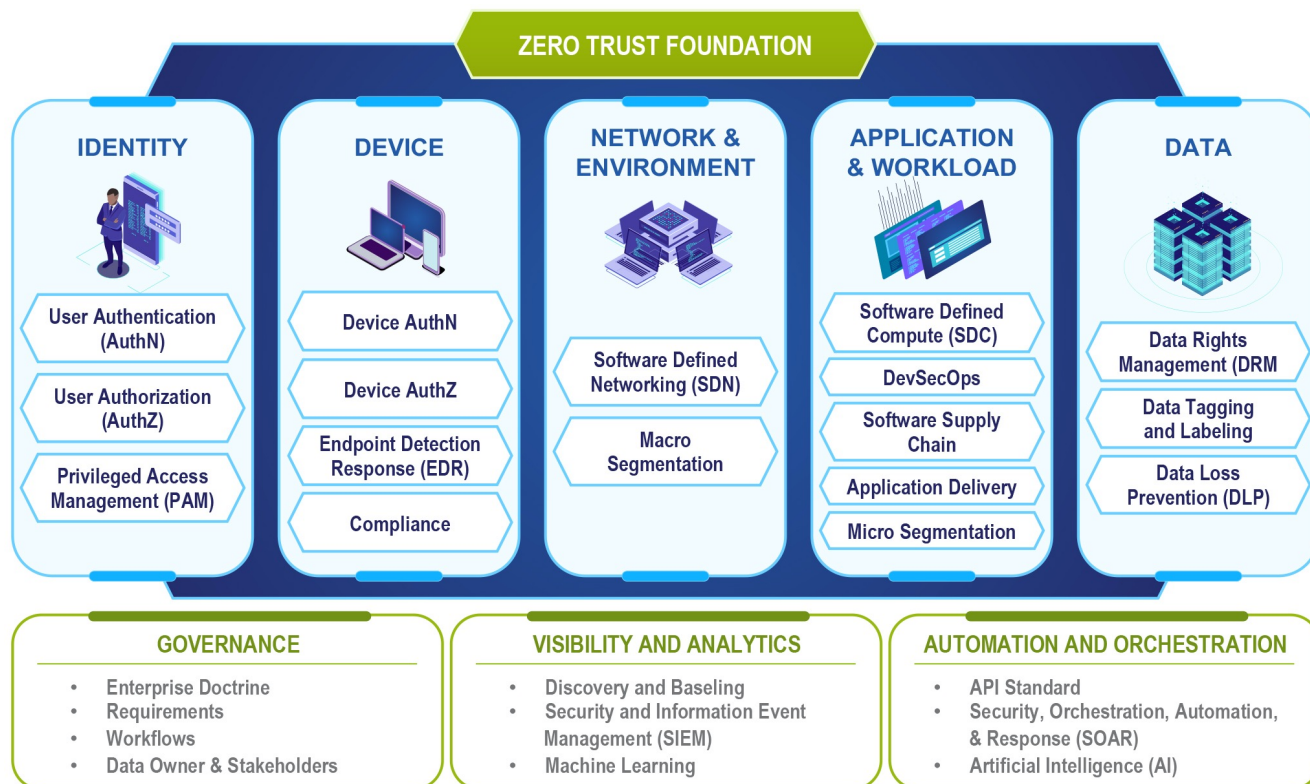 ZERO TRUST FOUNDATION
IDENTITY
User Authentication
(AuthN)
User Authorization
(AuthZ)
Privileged Access
Management (PAM)
DEVICE
Device AuthN
Device AuthZ
Endpoint Detection
Response (EDR)
Compliance
NETWORK &
ENVIRONMENT
Software Defined
Networking (SDN)
Macro
Segmentation
APPLICATION
& WORKLOAD
Software Defined
Compute (SDC)
DevSecOps
Software Supply
Chain
Application Delivery
Micro Segmentation
DATA
Data Rights
Management (DRM
Data Tagging
and Labeling
Data Loss
Prevention (DLP)
GOVERNANCE
• Enterprise Doctrine
• Requirements
• Workflows
• Data Owner & Stakeholders
VISIBILITY AND ANALYTICS
• Discovery and Baseling
• Security and Information Event
Management (SIEM)
• Machine Learning
AUTOMATION AND ORCHESTRATION
• API Standard
• Security, Orchestration, Automation,
& Response (SOAR)
• Artificial Intelligence (AI)